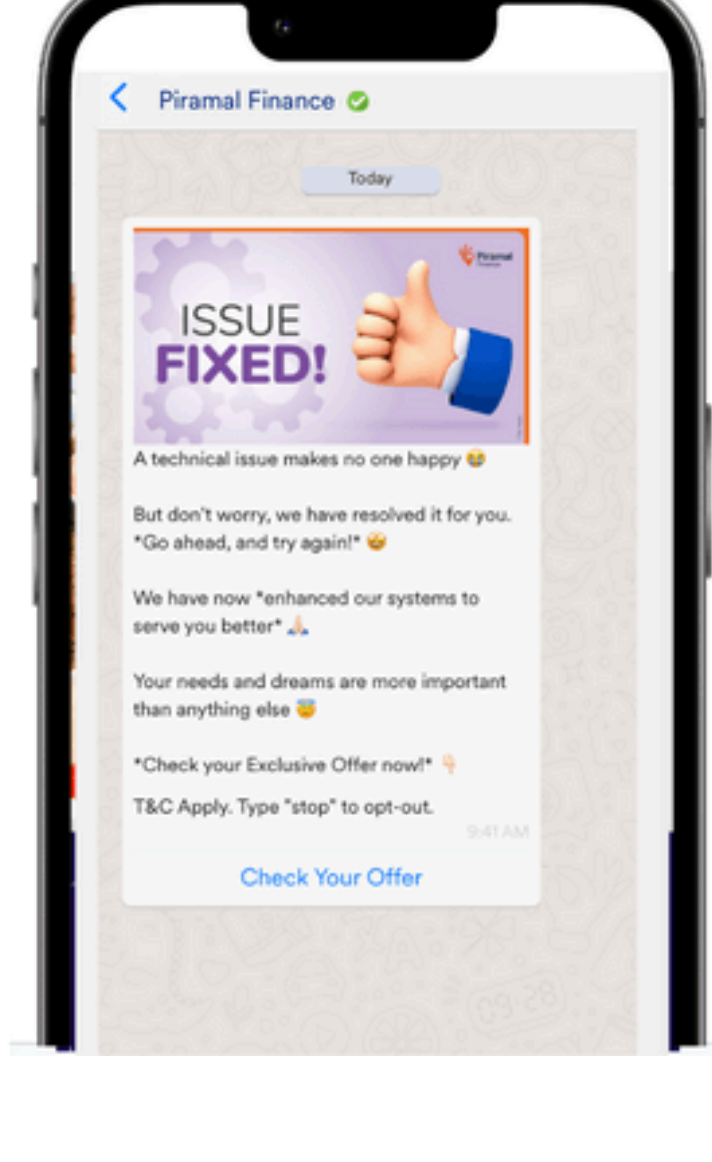 Piramal Finance
Today
Piramal
Finance
ISSUE
FIXED!
A technical issue makes no one happy 😢
But don't worry, we have resolved it for you.
*Go ahead, and try again!* 🤩
We have now *enhanced our systems to
serve you better* 🙏🏻
Your needs and dreams are more important
than anything else 😇
*Check your Exclusive Offer now!* 👇🏻
T&C Apply. Type "stop" to opt-out.
9:41 AM
Check Your Offer
09:28